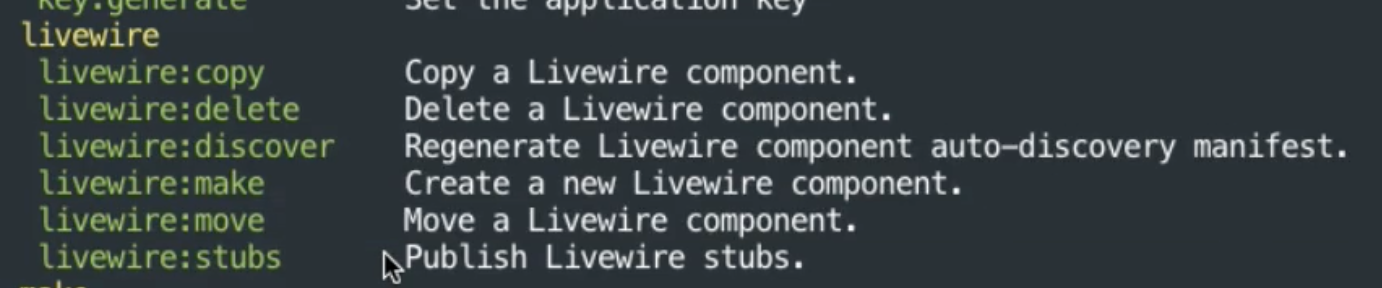 key:generate Set the application key
livewire
livewire:copy Copy a Livewire component.
livewire:delete Delete a Livewire component.
livewire:discover Regenerate Livewire component auto-discovery manifest.
livewire:make Create a new Livewire component.
livewire:move Move a Livewire component.
livewire:stubs Publish Livewire stubs.
make